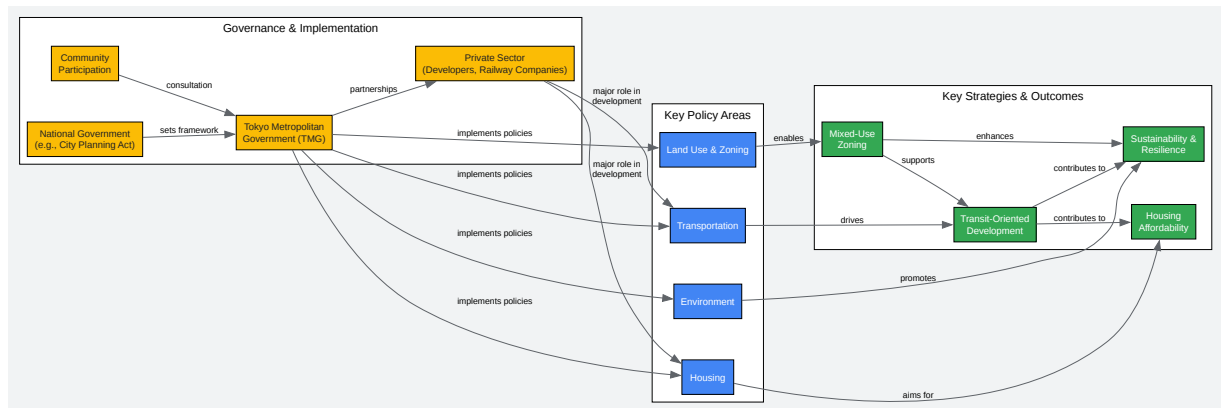 Governance & Implementation
Community
Participation
Private Sector
(Developers, Railway Companies)
consultation
partnerships
major role in
development
National Government
(e.g., City Planning Act)
sets framework
Tokyo Metropolitan
Government (TMG)
implements policies
implements policies
implements policies
implements policies
major role in
development
Key Policy Areas
Land Use & Zoning
Transportation
Environment
Housing
enables
drives
promotes
aims for
Key Strategies & Outcomes
Mixed-Use
Zoning
enhances
Sustainability &
Resilience
supports
contributes to
Transit-Oriented
Development
contributes to
Housing
Affordability